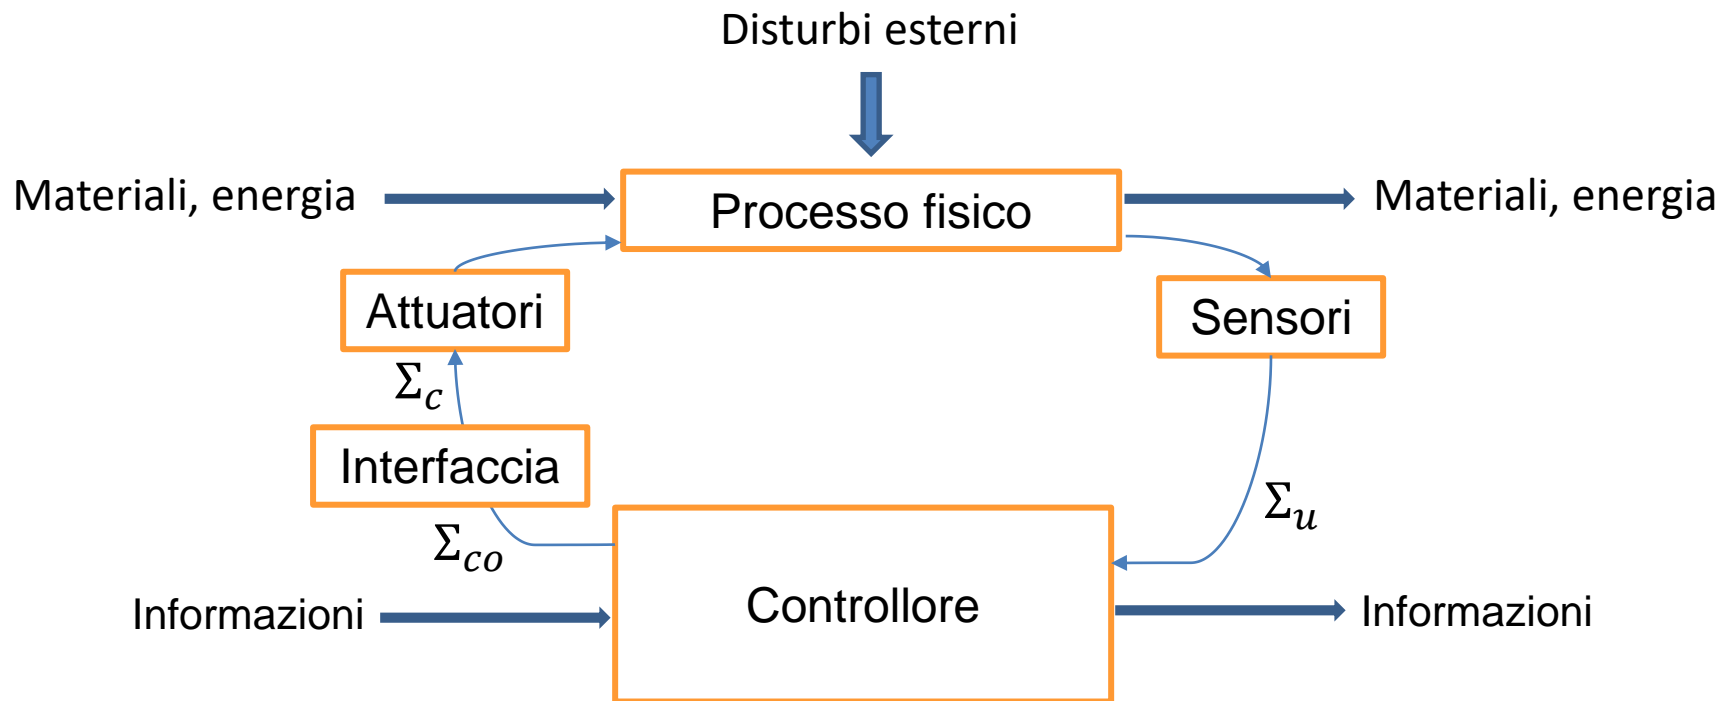 Disturbi esterni
Materiali, energia
Processo fisico
Materiali, energia
Attuatori
Sensori
Σc
Interfaccia
Σu
Σco
Controllore
Informazioni
Informazioni